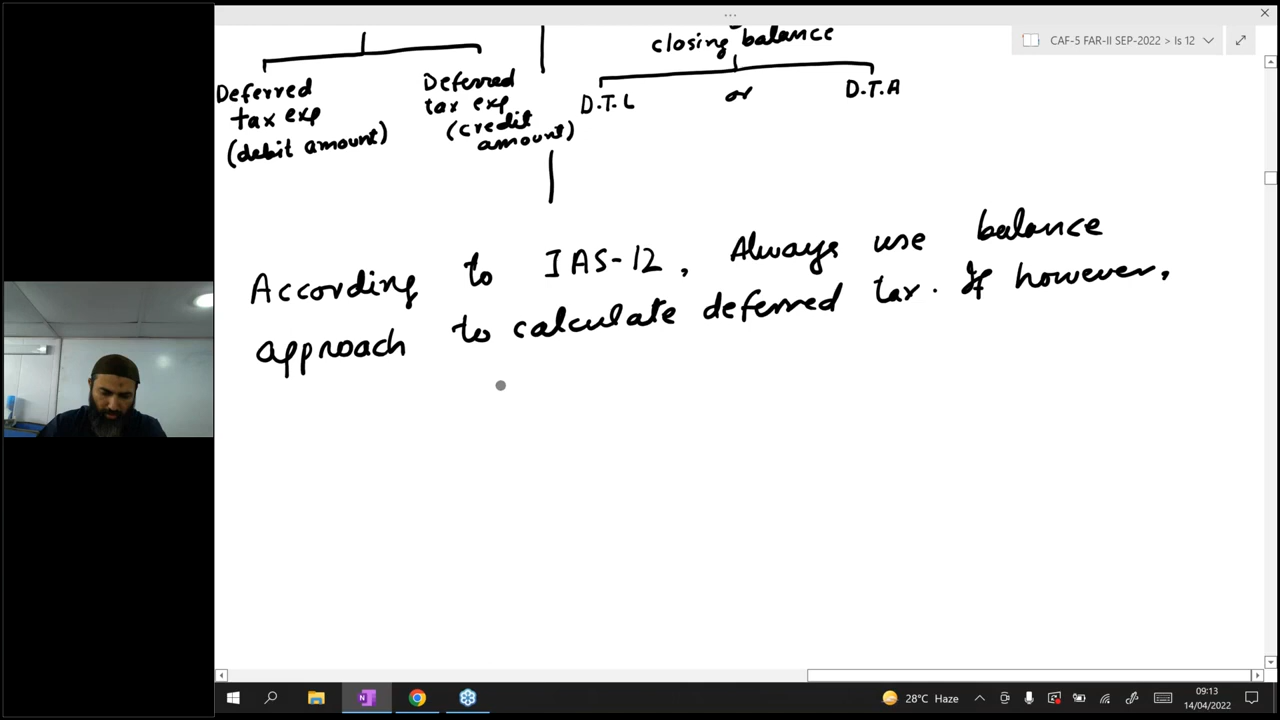 closing balance
CAF-5 FAR-II SEP-2022 > Is 12
Deferred
tax exp
(debit amount)
Deferred
tax exp
(credit
amount)
D.T.L
or
D.T.A
According to IAS-12, Always use balance
approach to calculate deferred tax. If however,
28°C Haze
09:13
14/04/2022